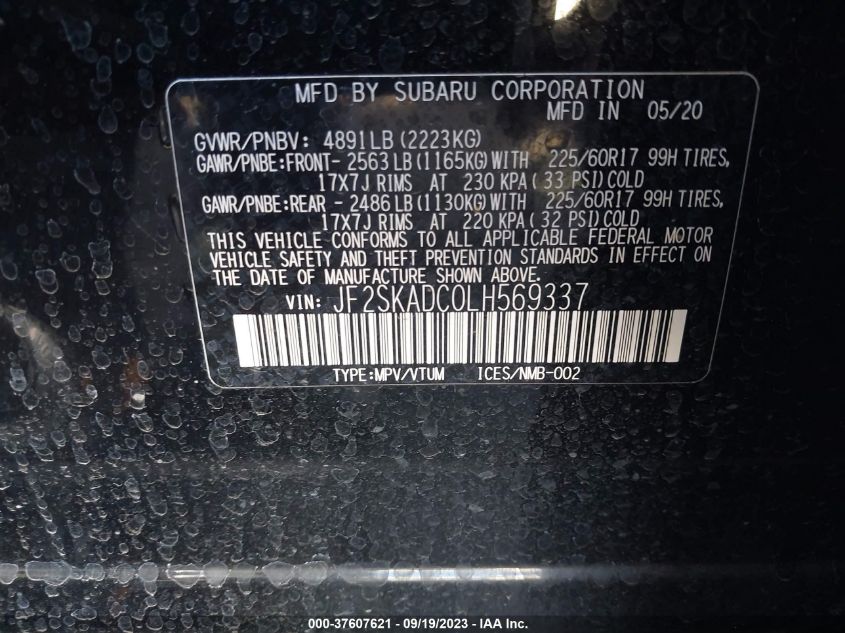 MFD BY SUBARU CORPORATION
MFD IN 05/20
GVWR/PNBV: 4891LB (2223KG)
GAWR/PNBE:FRONT- 2563 LB (1165KG) WITH 225/60R17 99H TIRES,
17X7J RIMS AT 230 KPA ( 33 PSI) COLD
GAWR/PNBE:REAR - 2486 LB (1130KG) WITH 225/60R17 99H TIRES,
17X7J RIMS AT 220 KPA ( 32 PSI) COLD
THIS VEHICLE CONFORMS TO ALL APPLICABLE FEDERAL MOTOR
VEHICLE SAFETY AND THEFT PREVENTION STANDARDS IN EFFECT ON
THE DATE OF MANUFACTURE SHOWN ABOVE.
VIN: JF2SKADC0LH569337
TYPE:MPV/VTUM ICES/NMB-002
000-37607621 - 09/19/2023 - IAA Inc.